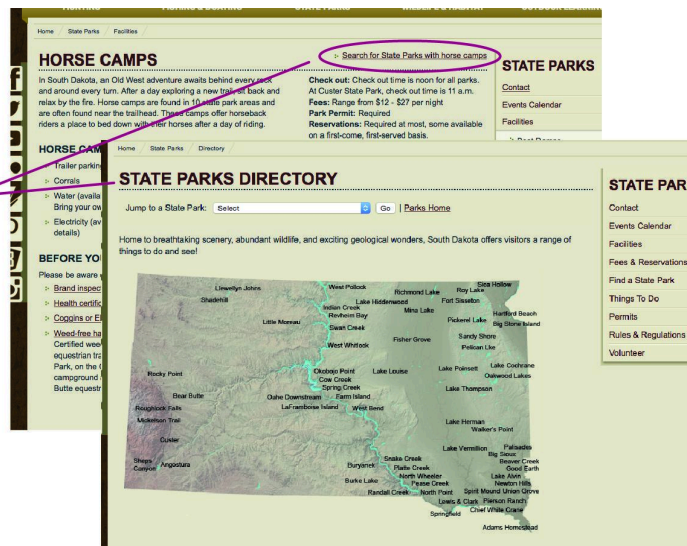 Home / State Parks / Facilities /
HORSE CAMPS
▹ Search for State Parks with horse camps
In South Dakota, an Old West adventure awaits behind every rock
and around every turn. After a day exploring a new trail, sit back and
relax by the fire. Horse camps are found in 10 state park areas and
are often found near the trailhead. These camps offer horseback
riders a place to bed down with their horses after a day of riding.
Check out: Check out time is noon for all parks.
At Custer State Park, check out time is 11 a.m.
Fees: Range from $12 - $27 per night
Park Permit: Required
Reservations: Required at most, some available
on a first-come, first-served basis.
STATE PARKS
Contact
Events Calendar
Facilities
HORSE CAM
Trailer parkin
Corrals
Water (availa
Bring your ow
Electricity (av
details)
BEFORE YO
Please be aware
Brand inspec
Health certific
Coggins or E
Weed-free ha
Certified wee
equestrian tra
Park, on the
campground
Butte equestr
Home / State Parks / Directory /
STATE PARKS DIRECTORY
Jump to a State Park: Select Go | Parks Home
Home to breathtaking scenery, abundant wildlife, and exciting geological wonders, South Dakota offers visitors a range of
things to do and see!
STATE PAR
Contact
Events Calendar
Facilities
Fees & Reservations
Find a State Park
Things To Do
Permits
Rules & Regulations
Volunteer
Llewellyn Johns
West Pollock
Richmond Lake
Roy Lake
Sica Hollow
Shadehill
Indian Creek
Lake Hiddenwood
Fort Sisseton
Revheim Bay
Mina Lake
Hartford Beach
Little Moreau
Swan Creek
Pickerel Lake
Big Stone Island
West Whitlock
Fisher Grove
Sandy Shore
Pelican Lke
Rocky Point
Okobojo Point
Lake Louise
Lake Poinsett
Lake Cochrane
Cow Creek
Oakwood Lakes
Spring Creek
Bear Butte
Oahe Downstream
Farm Island
Lake Thompson
Roughlock Falls
LaFramboise Island
West Bend
Mickelson Trail
Lake Herman
Walker's Point
Custer
Lake Vermillion
Palisades
Big Sioux
Sheps
Canyon
Angostura
Buryanek
Snake Creek
Platte Creek
Beaver Creek
Good Earth
North Wheeler
Lake Alvin
Burke Lake
Pease Creek
Newton Hills
Randall Creek
North Point
Spirit Mound
Union Grove
Lewis & Clark
Pierson Ranch
Springfield
Chief White Crane
Adams Homestead